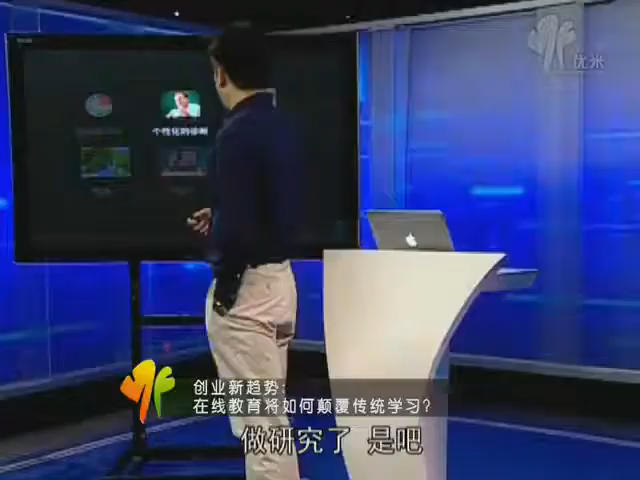 优米
个性化的诊断
创业新趋势:
在线教育将如何颠覆传统学习?
做研究了 是吧